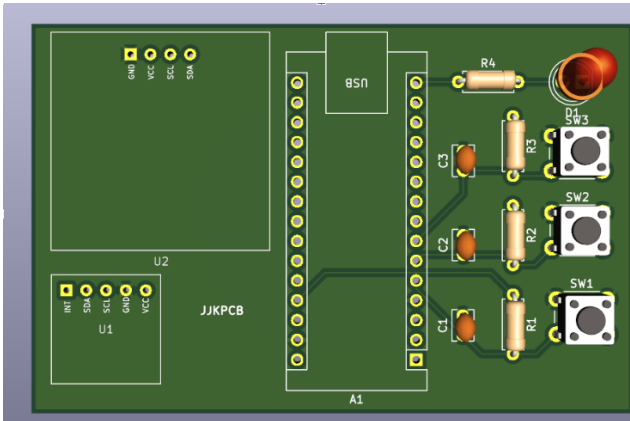 GND
VCC
SCL
SDA
U2
INT
SDA
SCL
GND
VCC
U1
JJKPCB
USB
A1
R4
D1
SW3
R3
C3
SW2
R2
C2
SW1
R1
C1